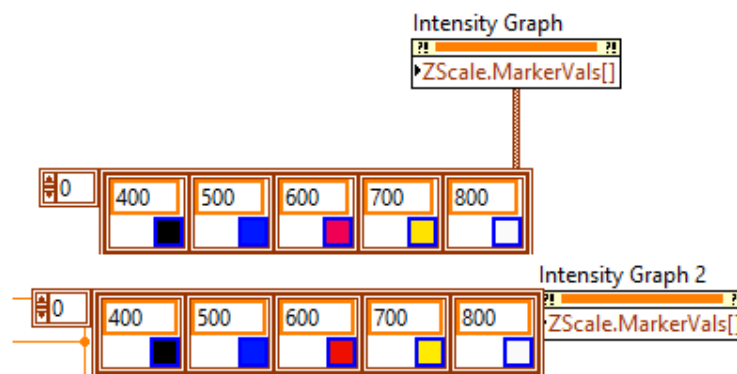 Intensity Graph
?! ?!
ZScale.MarkerVals[]
0 400 500 600 700 800
Intensity Graph 2
?!
0 400 500 600 700 800
ZScale.MarkerVals[]